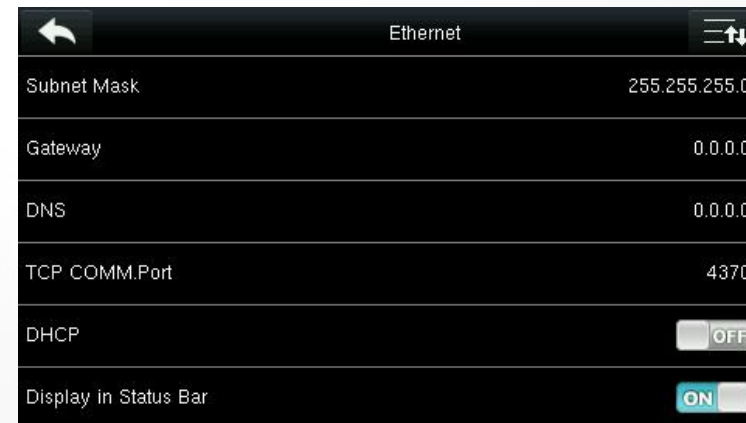 Ethernet
Subnet Mask 255.255.255.0
Gateway 0.0.0.0
DNS 0.0.0.0
TCP COMM.Port 4370
DHCP OFF
Display in Status Bar ON